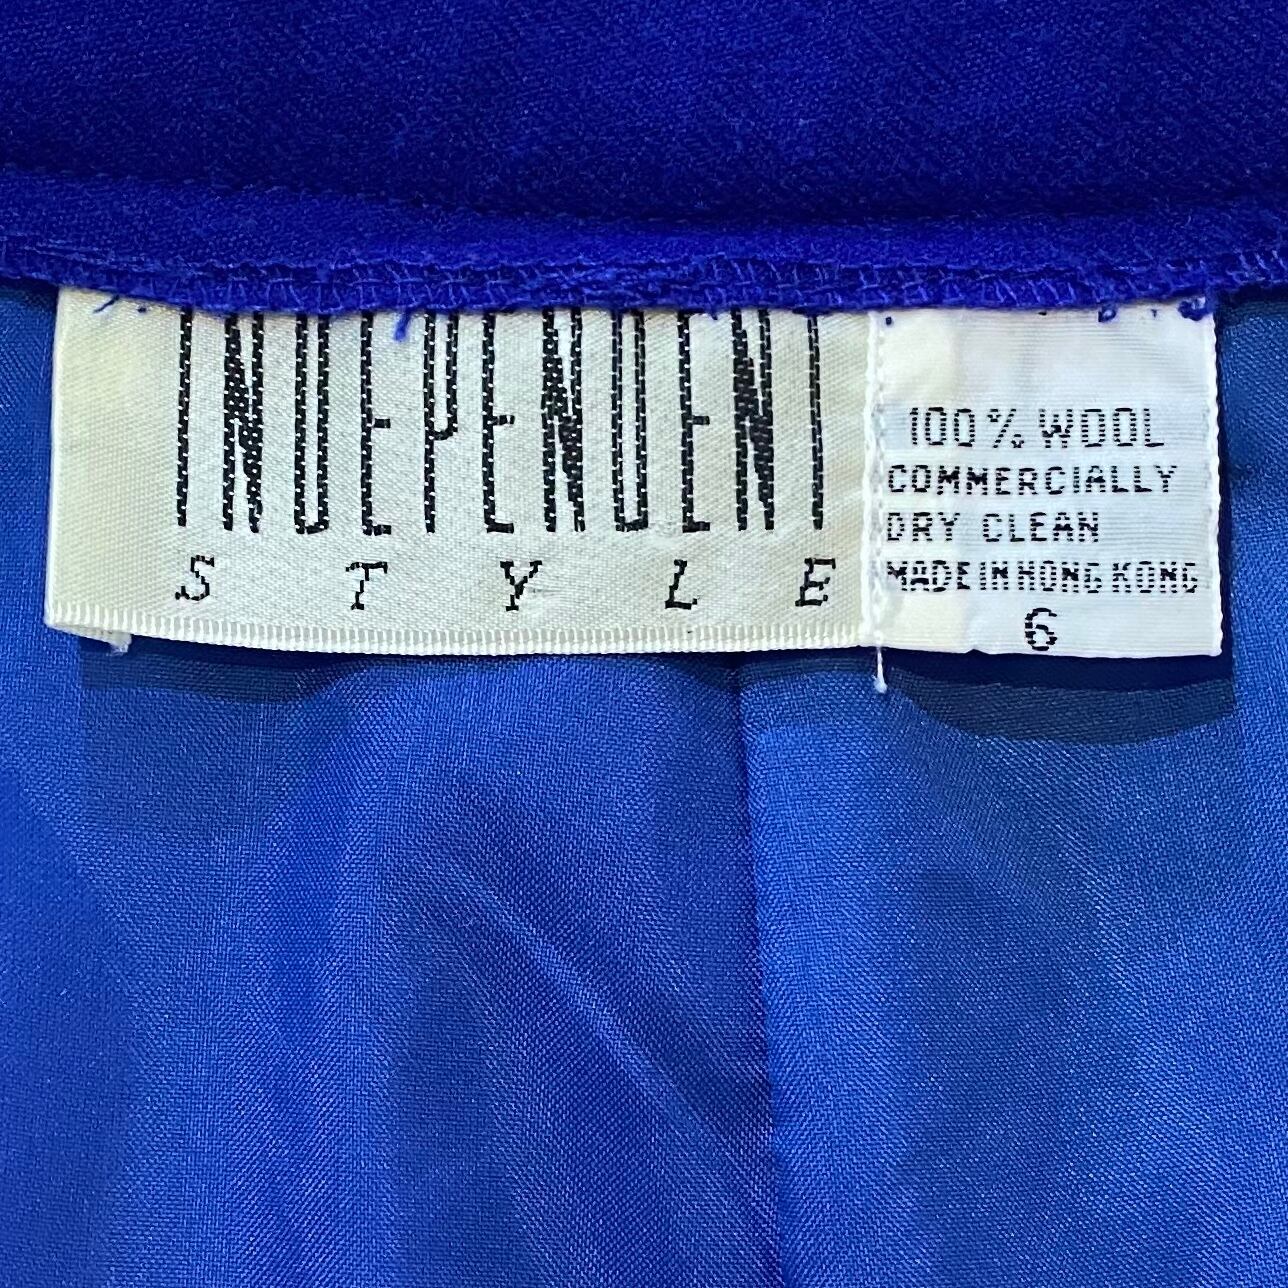 INDEPENDENT
STYLE
100% WOOL
COMMERCIALLY
DRY CLEAN
MADE IN HONG KONG
6